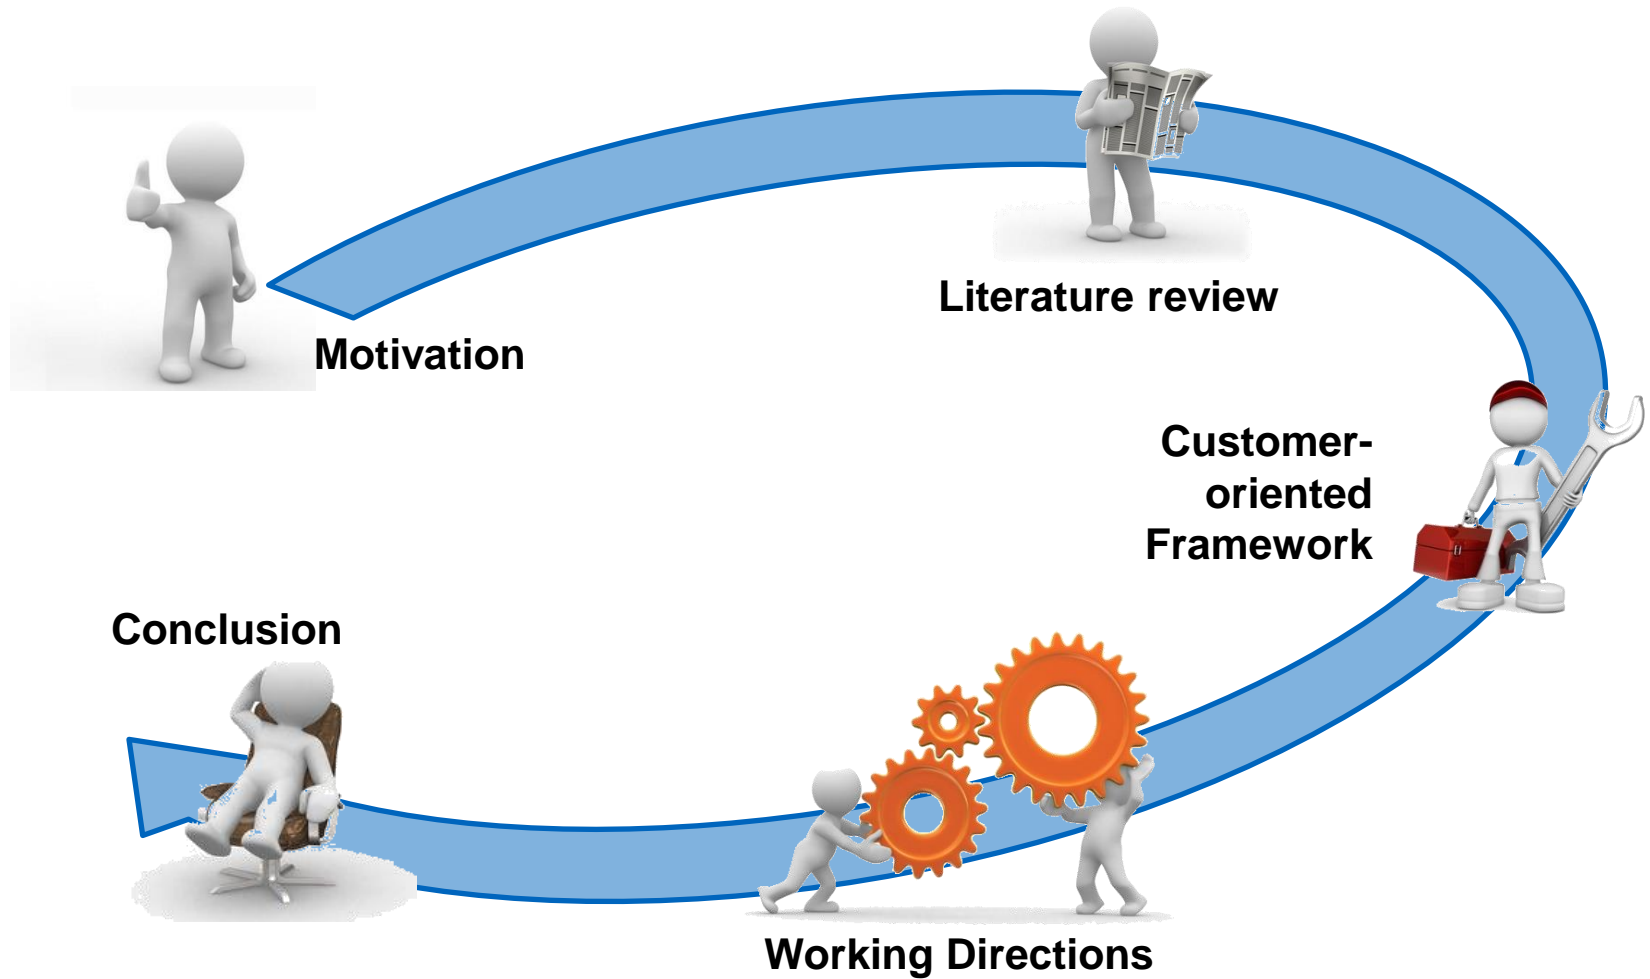 Motivation
Literature review
Customer-
oriented
Framework
Working Directions
Conclusion